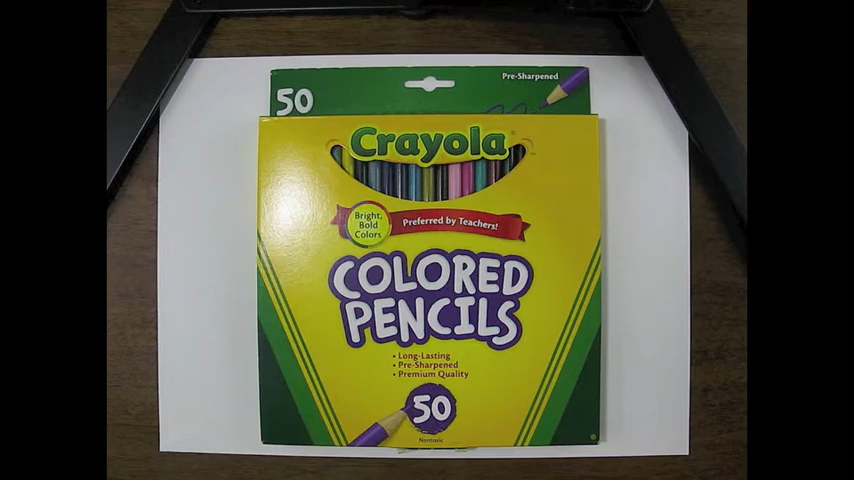 Pre-Sharpened
50
Crayola
Bright,
Bold
Colors
Preferred by Teachers!
COLORED
PENCILS
• Long-Lasting
• Pre-Sharpened
• Premium Quality
50
Nontoxic